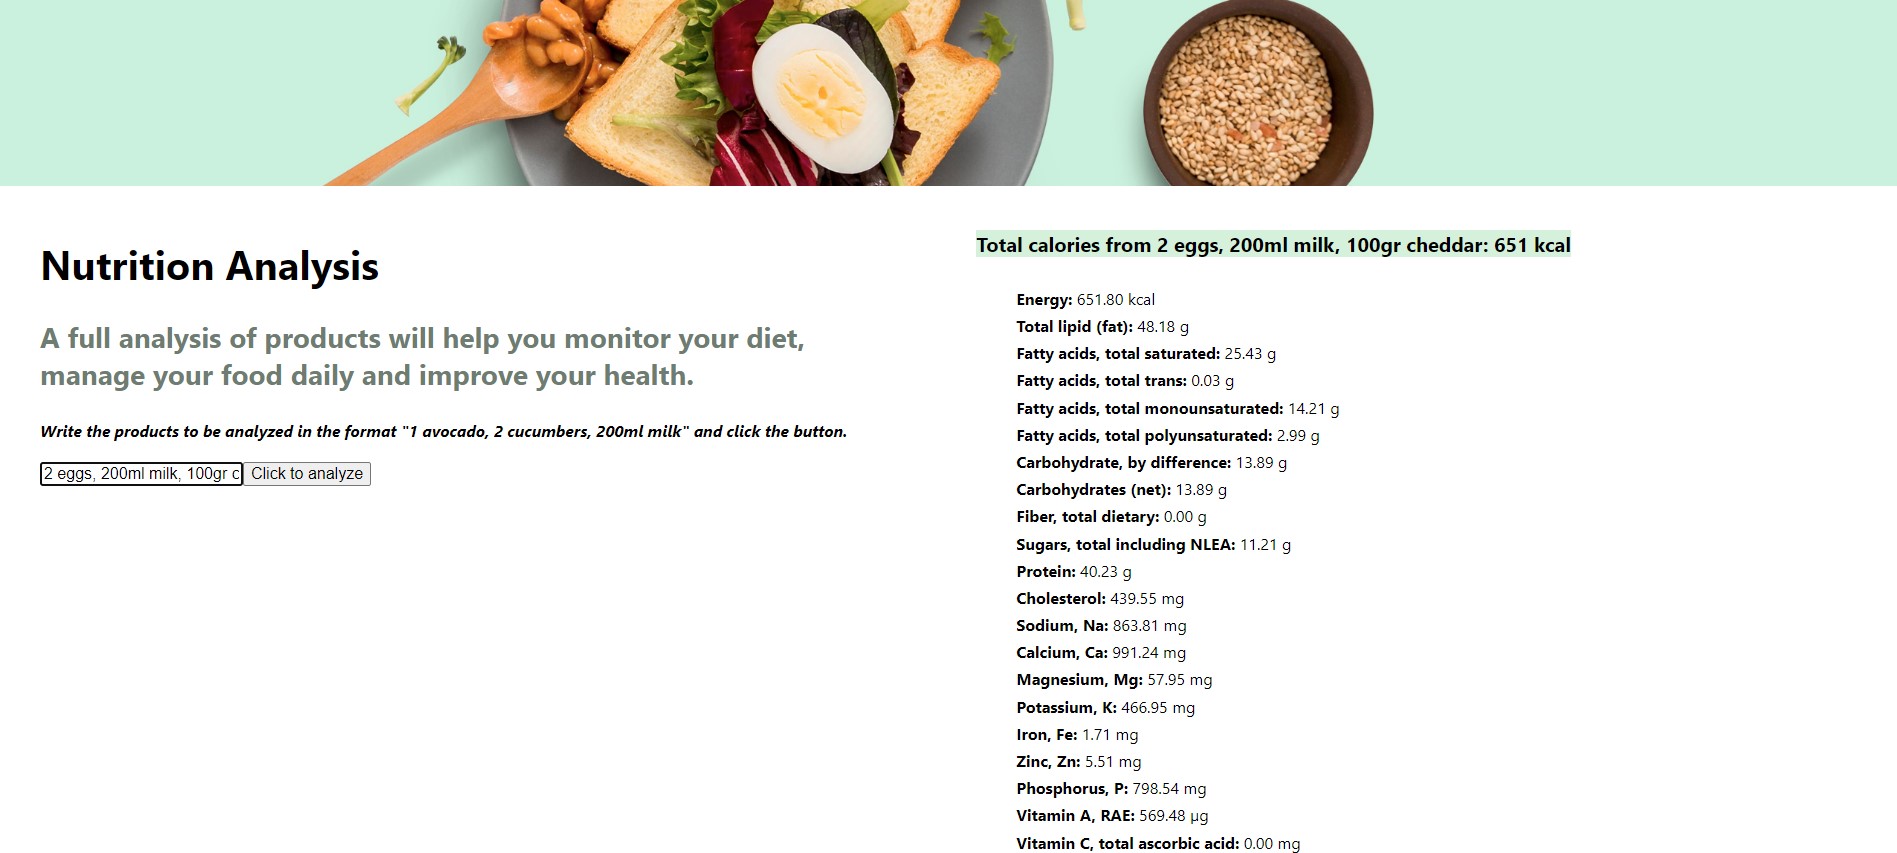 Nutrition Analysis
A full analysis of products will help you monitor your diet,
manage your food daily and improve your health.
Write the products to be analyzed in the format "1 avocado, 2 cucumbers, 200ml milk" and click the button.
2 eggs, 200ml milk, 100gr c
Click to analyze
Total calories from 2 eggs, 200ml milk, 100gr cheddar: 651 kcal
Energy: 651.80 kcal
Total lipid (fat): 48.18 g
Fatty acids, total saturated: 25.43 g
Fatty acids, total trans: 0.03 g
Fatty acids, total monounsaturated: 14.21 g
Fatty acids, total polyunsaturated: 2.99 g
Carbohydrate, by difference: 13.89 g
Carbohydrates (net): 13.89 g
Fiber, total dietary: 0.00 g
Sugars, total including NLEA: 11.21 g
Protein: 40.23 g
Cholesterol: 439.55 mg
Sodium, Na: 863.81 mg
Calcium, Ca: 991.24 mg
Magnesium, Mg: 57.95 mg
Potassium, K: 466.95 mg
Iron, Fe: 1.71 mg
Zinc, Zn: 5.51 mg
Phosphorus, P: 798.54 mg
Vitamin A, RAE: 569.48 µg
Vitamin C, total ascorbic acid: 0.00 mg